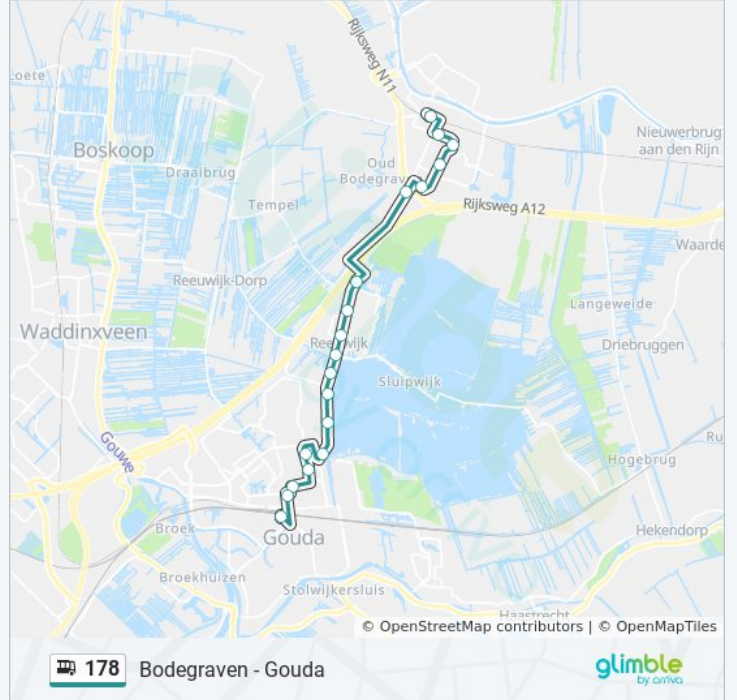 Rijksweg N11
oete
Boskoop
Draaibrug
Nieuwerbrug
aan den Rijn
Oud
Bodegrav
Tempel
Rijksweg A12
Waarde
Reeuwijk-Dorp
Langeweide
Waddinxveen
Reeuwijk
Driebruggen
Sluipwijk
Gouwe
Ru
Hogebrug
Broek
Gouda
Hekendorp
Broekhuizen
Stolwijkersluis
Haastrecht
© OpenStreetMap contributors | © OpenMapTiles
178 Bodegraven - Gouda
glimble
by arriva